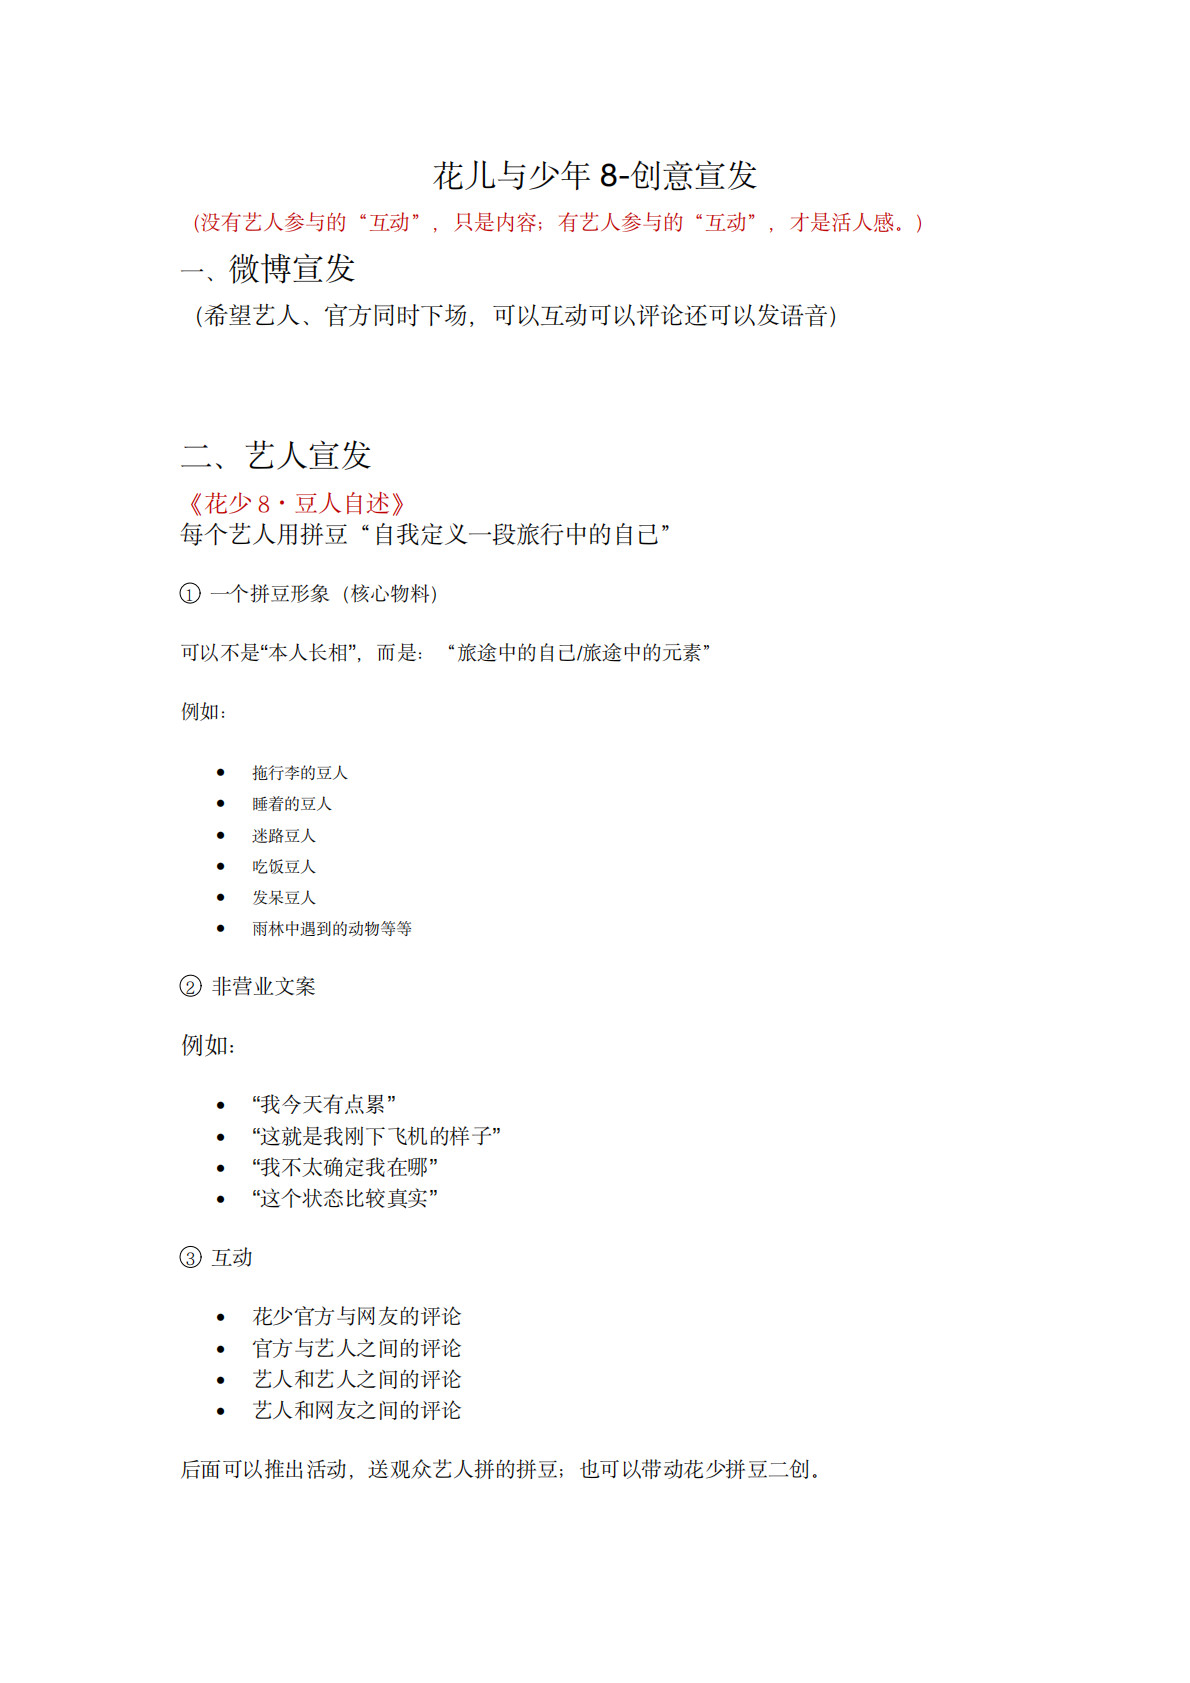 花儿与少年 8-创意宣发
（没有艺人参与的“互动”，只是内容；有艺人参与的“互动”，才是活人感。）
一、微博宣发
（希望艺人、官方同时下场，可以互动可以评论还可以发语音）
二、艺人宣发
《花少 8·豆人自述》
每个艺人用拼豆“自我定义一段旅行中的自己”
① 一个拼豆形象（核心物料）
可以不是“本人长相”，而是：“旅途中的自己/旅途中的元素”
例如：
● 拖行李的豆人
● 睡着的豆人
● 迷路豆人
● 吃饭豆人
● 发呆豆人
● 雨林中遇到的动物等等
② 非营业文案
例如：
● “我今天有点累”
● “这就是我刚下飞机的样子”
● “我不太确定我在哪”
● “这个状态比较真实”
③ 互动
● 花少官方与网友的评论
● 官方与艺人之间的评论
● 艺人和艺人之间的评论
● 艺人和网友之间的评论
后面可以推出活动，送观众艺人拼的拼豆；也可以带动花少拼豆二创。